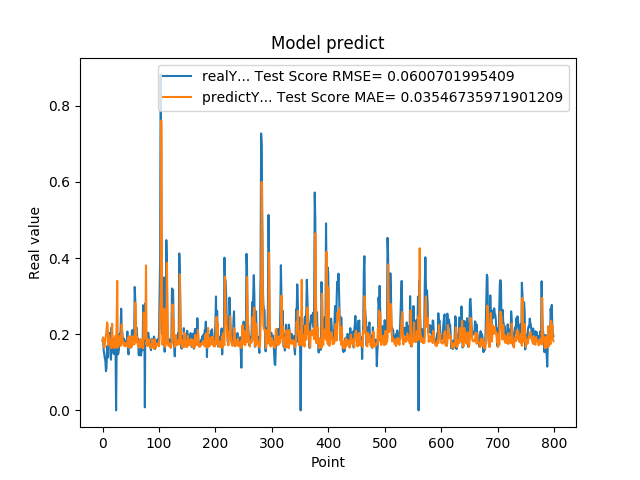 Model predict
realY... Test Score RMSE= 0.0600701995409
predictY... Test Score MAE= 0.03546735971901209
Real value
0.8
0.6
0.4
0.2
0.0
0 100 200 300 400 500 600 700 800
Point